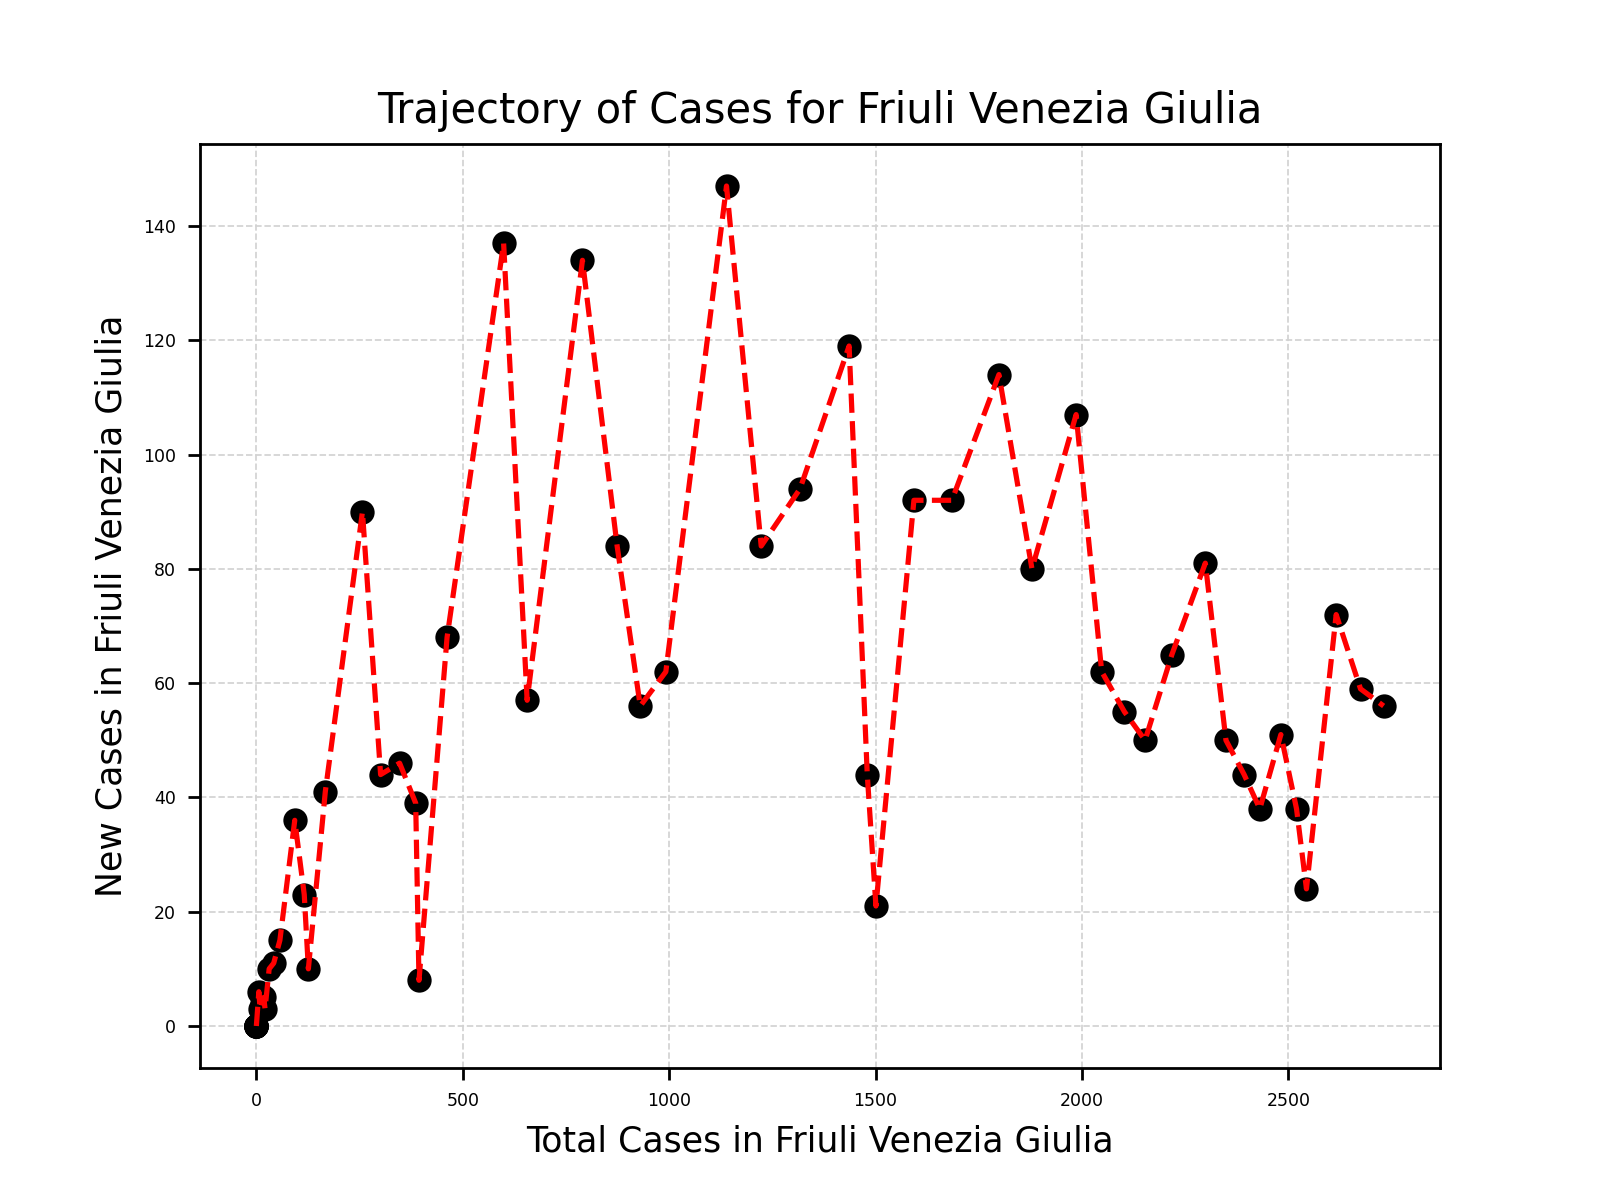 Trajectory of Cases for Friuli Venezia Giulia
New Cases in Friuli Venezia Giulia
140
120
100
80
60
40
20
0
0 500 1000 1500 2000 2500
Total Cases in Friuli Venezia Giulia